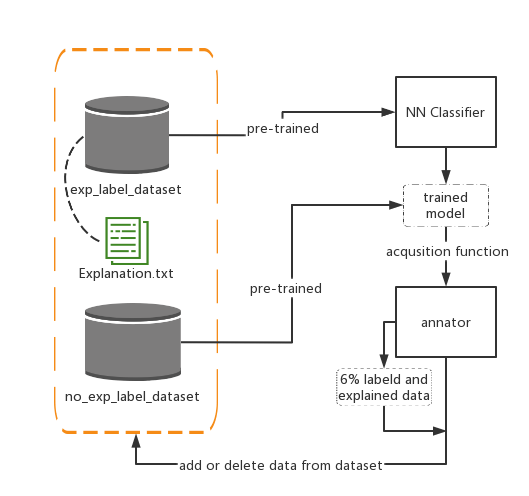 NN Classifier
pre-trained
exp_label_dataset
trained
model
acqusition function
Explanation.txt
pre-trained
annator
6% labeld and
explained data
no_exp_label_dataset
add or delete data from dataset